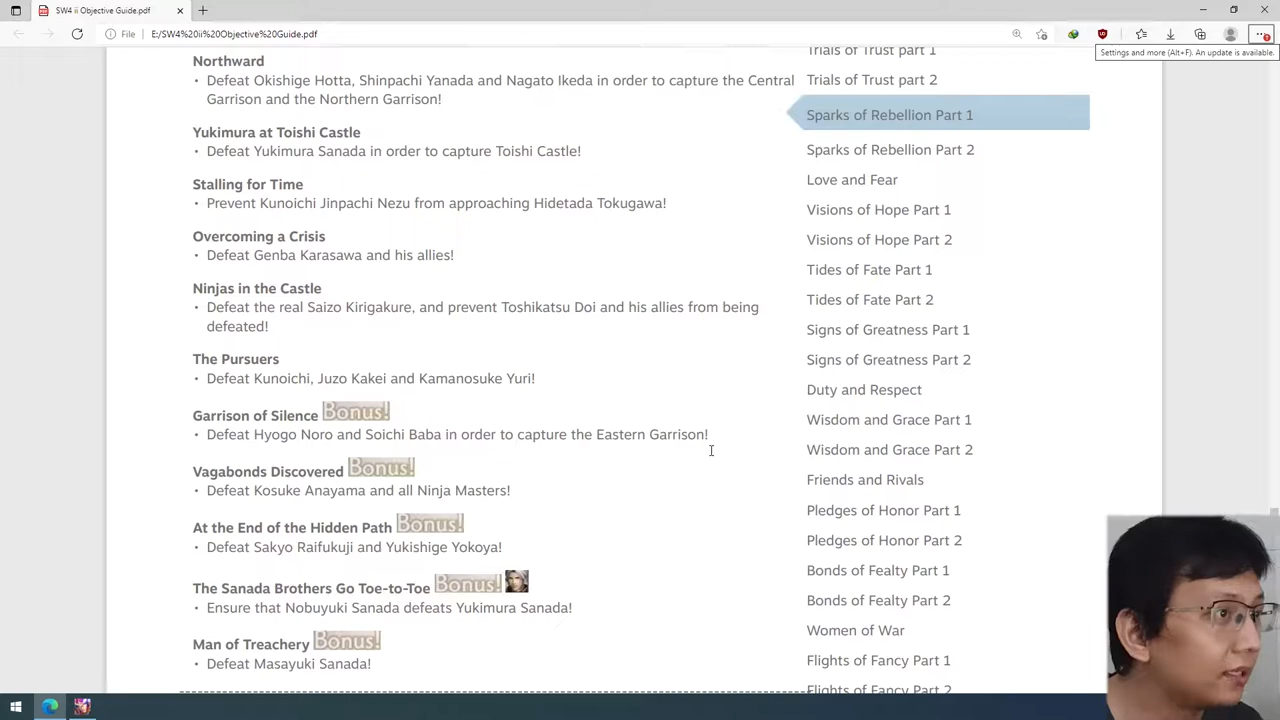 SW4 ii Objective Guide.pdf
File
E:/SW4%20ii%20Objective%20Guide.pdf
Settings and more (Alt+F). An update is available.
Northward
• Defeat Okishige Hotta, Shinpachi Yanada and Nagato Ikeda in order to capture the Central
Garrison and the Northern Garrison!
Yukimura at Toishi Castle
• Defeat Yukimura Sanada in order to capture Toishi Castle!
Stalling for Time
• Prevent Kunoichi Jinpachi Nezu from approaching Hidetada Tokugawa!
Overcoming a Crisis
• Defeat Genba Karasawa and his allies!
Ninjas in the Castle
• Defeat the real Saizo Kirigakure, and prevent Toshikatsu Doi and his allies from being
defeated!
The Pursuers
• Defeat Kunoichi, Juzo Kakei and Kamanosuke Yuri!
Garrison of Silence Bonus!
• Defeat Hyogo Noro and Soichi Baba in order to capture the Eastern Garrison!
Vagabonds Discovered Bonus!
• Defeat Kosuke Anayama and all Ninja Masters!
At the End of the Hidden Path Bonus!
• Defeat Sakyo Raifukuji and Yukishige Yokoya!
The Sanada Brothers Go Toe-to-Toe Bonus!
• Ensure that Nobuyuki Sanada defeats Yukimura Sanada!
Man of Treachery Bonus!
• Defeat Masayuki Sanada!
Trials of Trust part 1
Trials of Trust part 2
Sparks of Rebellion Part 1
Sparks of Rebellion Part 2
Love and Fear
Visions of Hope Part 1
Visions of Hope Part 2
Tides of Fate Part 1
Tides of Fate Part 2
Signs of Greatness Part 1
Signs of Greatness Part 2
Duty and Respect
Wisdom and Grace Part 1
Wisdom and Grace Part 2
Friends and Rivals
Pledges of Honor Part 1
Pledges of Honor Part 2
Bonds of Fealty Part 1
Bonds of Fealty Part 2
Women of War
Flights of Fancy Part 1
Flights of Fancy Part 2